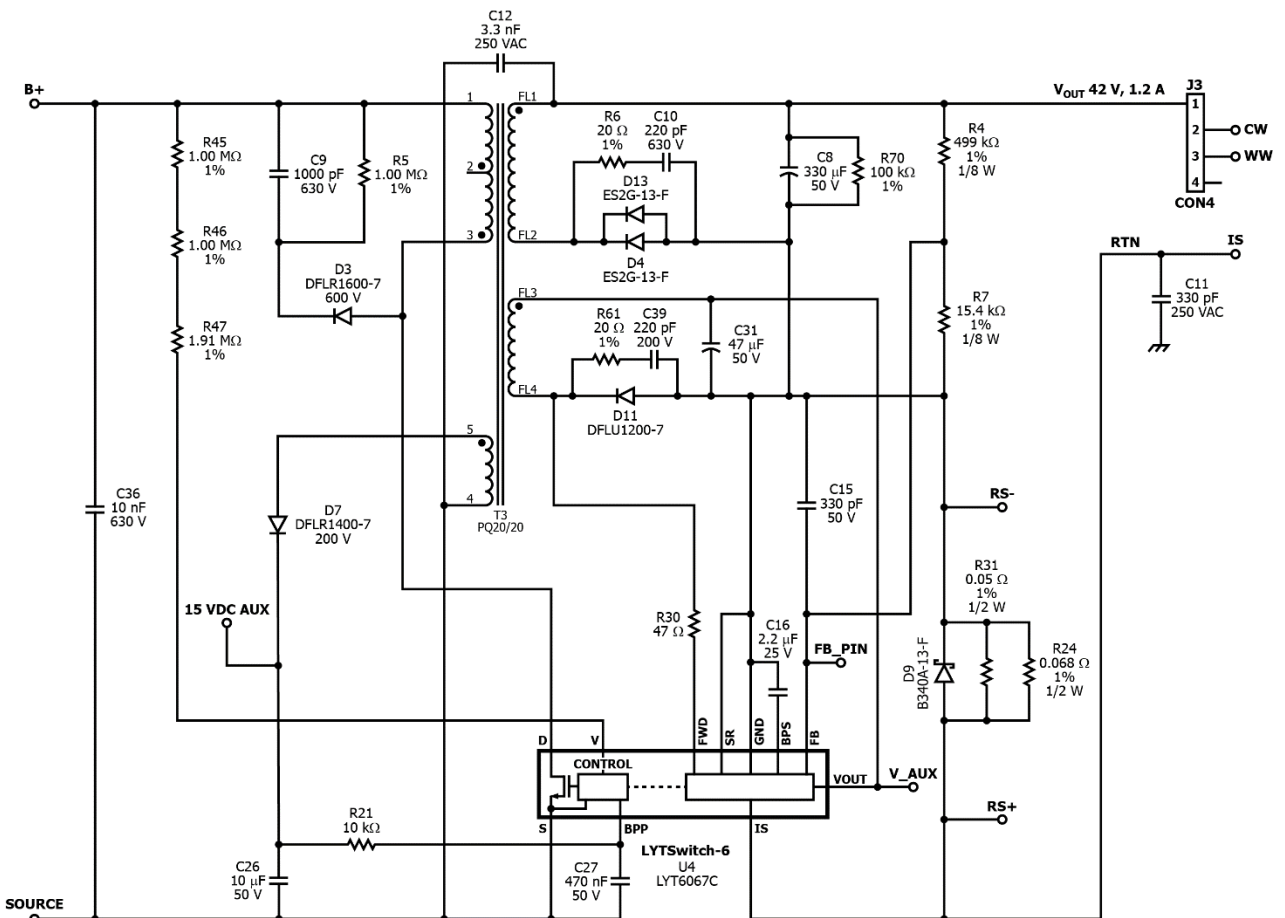 C12
3.3 nF
250 VAC
B+
1
FL1
V_OUT 42 V, 1.2 A
J3
1
2
CW
3
WW
4
CON4
R45
1.00 MΩ
1%
C9
1000 pF
630 V
R5
1.00 MΩ
1%
2
3
R6
20 Ω
1%
C10
220 pF
630 V
D13
ES2G-13-F
D4
ES2G-13-F
FL2
C8
330 µF
50 V
R70
100 kΩ
1%
R4
499 kΩ
1%
1/8 W
R46
1.00 MΩ
1%
D3
DFLR1600-7
600 V
R47
1.91 MΩ
1%
FL3
R61
20 Ω
1%
C39
220 pF
200 V
C31
47 µF
50 V
FL4
D11
DFLU1200-7
R7
15.4 kΩ
1%
1/8 W
RTN
IS
C11
330 pF
250 VAC
5
4
T3
PQ20/20
C36
10 nF
630 V
D7
DFLR1400-7
200 V
C15
330 pF
50 V
RS-
15 VDC AUX
R30
47 Ω
C16
2.2 µF
25 V
FB_PIN
R31
0.05 Ω
1%
1/2 W
D9
B340A-13-F
R24
0.068 Ω
1%
1/2 W
D
V
FWD
SR
GND
BPS
FB
CONTROL
VOUT
V_AUX
S
BPP
IS
RS+
LYTSwitch-6
U4
LYT6067C
R21
10 kΩ
C26
10 µF
50 V
C27
470 nF
50 V
SOURCE